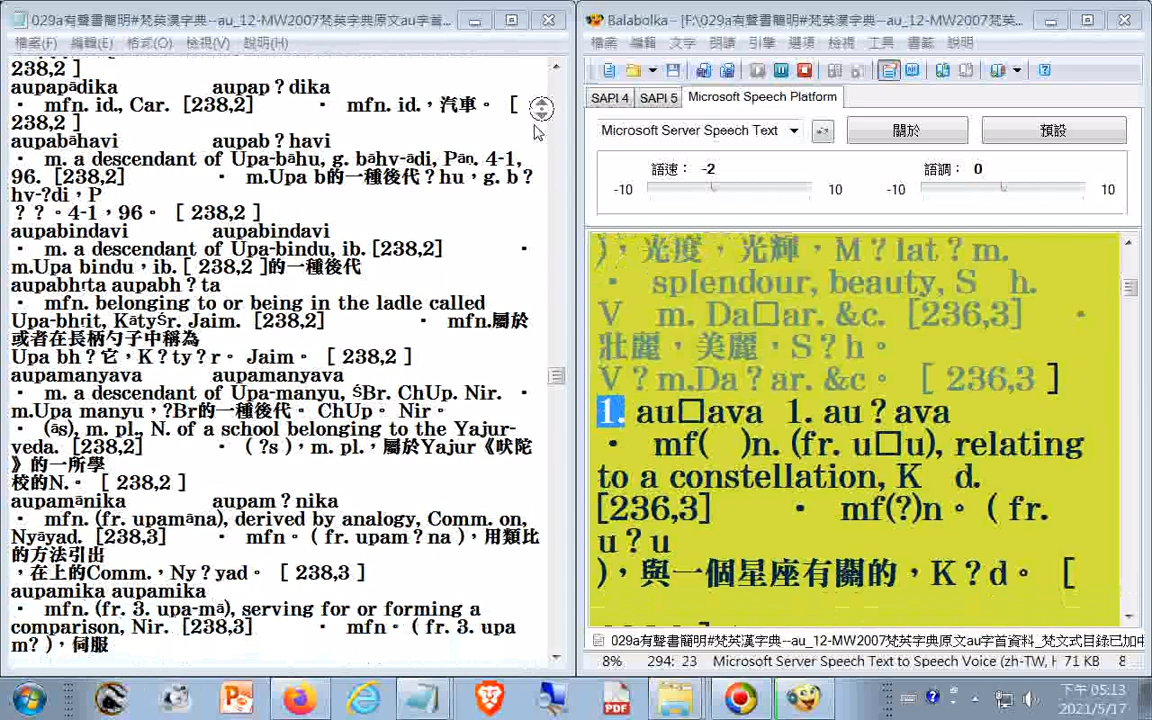 029a有聲書簡明#梵英漢字典--au_12-MW2007梵英字典原文au字首資料_
檔案(F) 編輯(E) 格式(O) 檢視(V) 說明(H)
238,2 ]
aupapādika aupap ? dika
· mfn. id., Car. [238,2] · mfn. id.，汽車。 [
238,2 ]
aupabāhavi aupab ? havi
· m. a descendant of Upa-bāhu, g. bāhv-ādi, Pāṇ. 4-1,
96. [238,2] · m.Upa b的一種後代？hu，g. b？
hv-?di，P
？？。4-1，96。 [ 238,2 ]
aupabindavi aupabindavi
· m. a descendant of Upa-bindu, ib. [238,2] ·
m.Upa bindu，ib. [ 238,2 ]的一種後代
aupabhṛta aupabh ? ta
· mfn. belonging to or being in the ladle called
Upa-bhṛit, KātyŚr. Jaim. [238,2] · mfn.屬於
或者在長柄勺子中稱為
Upa bh？它，K？ty？r。 Jaim。 [ 238,2 ]
aupamanyava aupamanyava
· m. a descendant of Upa-manyu, ŚBr. ChUp. Nir.
m.Upa manyu，?Br的一種後代。 ChUp。 Nir。
· (ās), m. pl., N. of a school belonging to the Yajur-
veda. [238,2] · ( ?s )，m. pl.，屬於Yajur《吠陀
》的一所學
校的N.。 [ 238,2 ]
aupamānika aupam ? nika
· mfn. (fr. upamāna), derived by analogy, Comm. on,
Nyāyad. [238,3] · mfn。( fr. upam？na )，用類比
的方法引出
，在上的Comm.，Ny？yad。 [ 238,3 ]
aupamika aupamika
· mfn. (fr. 3. upa-mā), serving for or forming a
comparison, Nir. [238,3] · mfn。( fr. 3. upa
m? )，伺服
Balabolka - [F:\029a有聲書簡明#梵英漢字典--au_12-MW2007梵英
檔案 編輯 文字 朗讀 引擎 選項 檢視 工具 書籤 說明
SAPI 4 SAPI 5 Microsoft Speech Platform
Microsoft Server Speech Text 關於 預設
語速： -2 語調： 0
-10 10 -10 10
)，光度，光輝，M？lat？m.
· splendour, beauty, S h.
V m. Da□ar. &c. [236,3] ·
壯麗，美麗，S？h。
V？m.Da？ar. &c。 [ 236,3 ]
1. au□ava 1. au？ava
· mf( )n. (fr. u□u), relating
to a constellation, K d.
[236,3] · mf(?)n。( fr.
u？u
)，與一個星座有關的，K？d。 [
029a有聲書簡明#梵英漢字典--au_12-MW2007梵英字典原文au字首資料_梵文式目錄已加中
8% 294: 23 Microsoft Server Speech Text to Speech Voice (zh-TW, H 71 KB 8
下午 05:13
2021/5/17